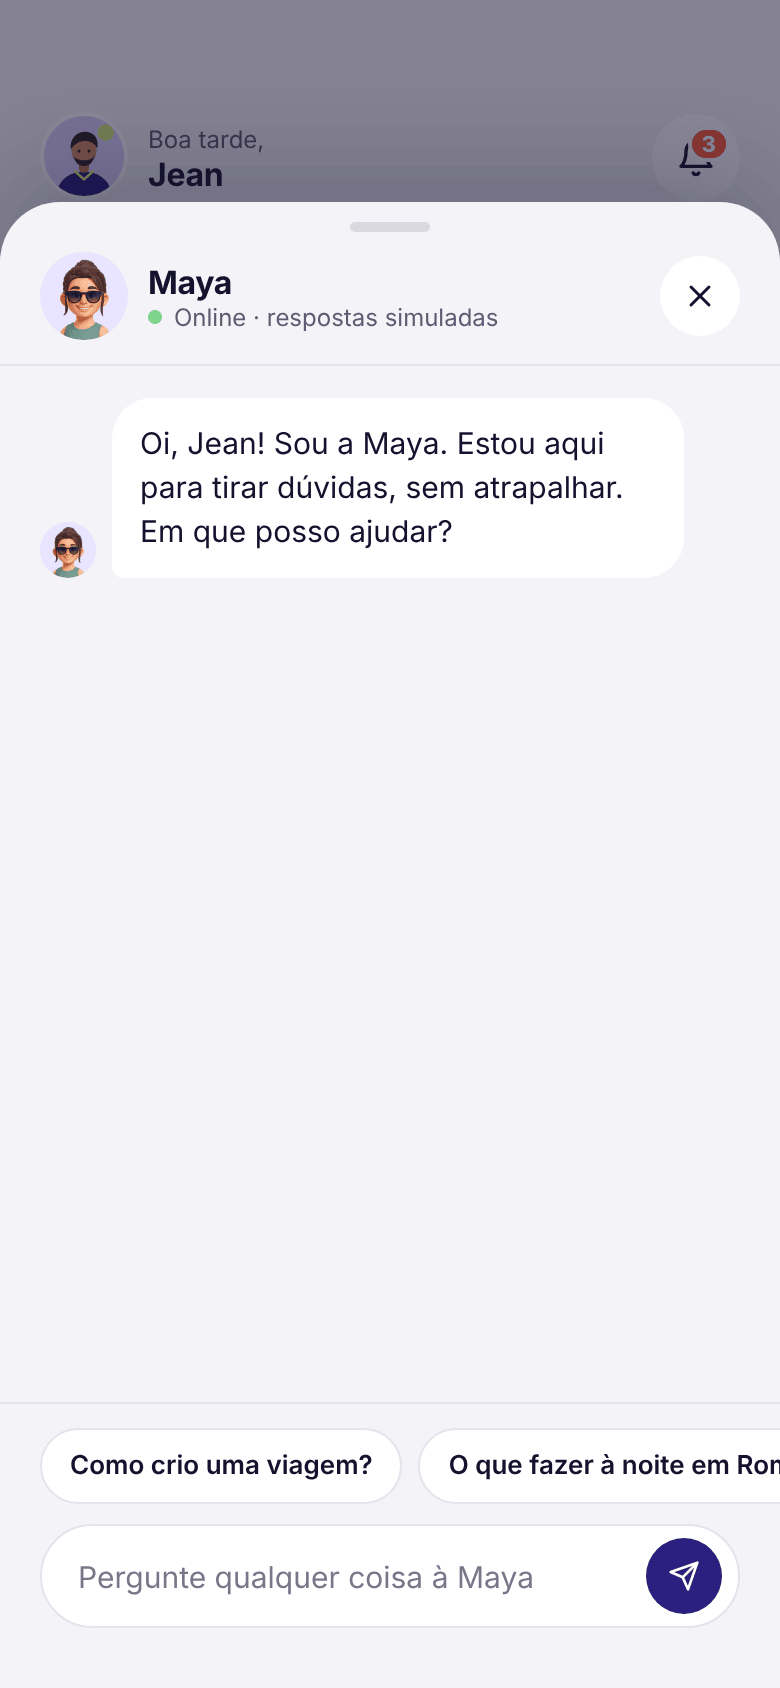 Boa tarde,
Jean
3
Maya
Online · respostas simuladas
Oi, Jean! Sou a Maya. Estou aqui
para tirar dúvidas, sem atrapalhar.
Em que posso ajudar?
Como crio uma viagem?
O que fazer à noite em
Pergunte qualquer coisa à Maya